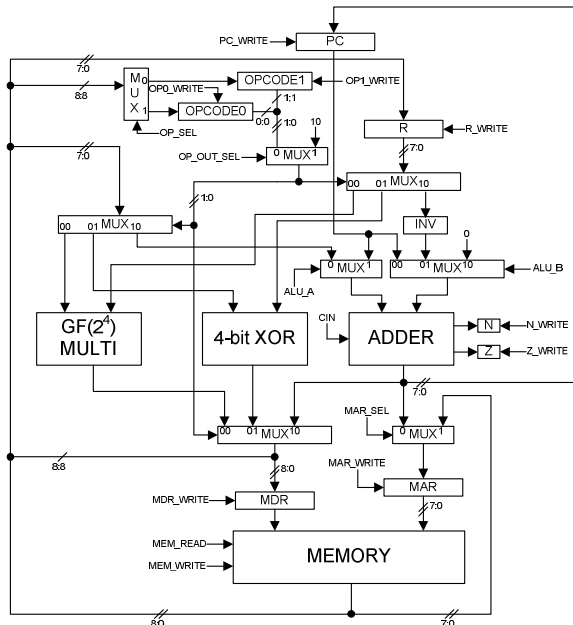 PC_WRITE PC
7:0
8:8
M U X 0 1
OP0_WRITE
OPCODE1
OP1_WRITE
1:1
OPCODE0
0:0
1:0
10
OP_SEL
OP_OUT_SEL
0 MUX 1
R
R_WRITE
7:0
7:0
00 01 MUX 10
1:0
00 01 MUX 10
INV
0
0 MUX 1
00 01 MUX 10
ALU_B
ALU_A
GF(2^4) MULTI
4-bit XOR
CIN
ADDER
N
N_WRITE
Z
Z_WRITE
7:0
00 01 MUX 10
MAR_SEL
0 MUX 1
8:8
8:0
MAR_WRITE
MDR_WRITE
MDR
MAR
7:0
MEM_READ
MEM_WRITE
MEMORY
8:0
7:0